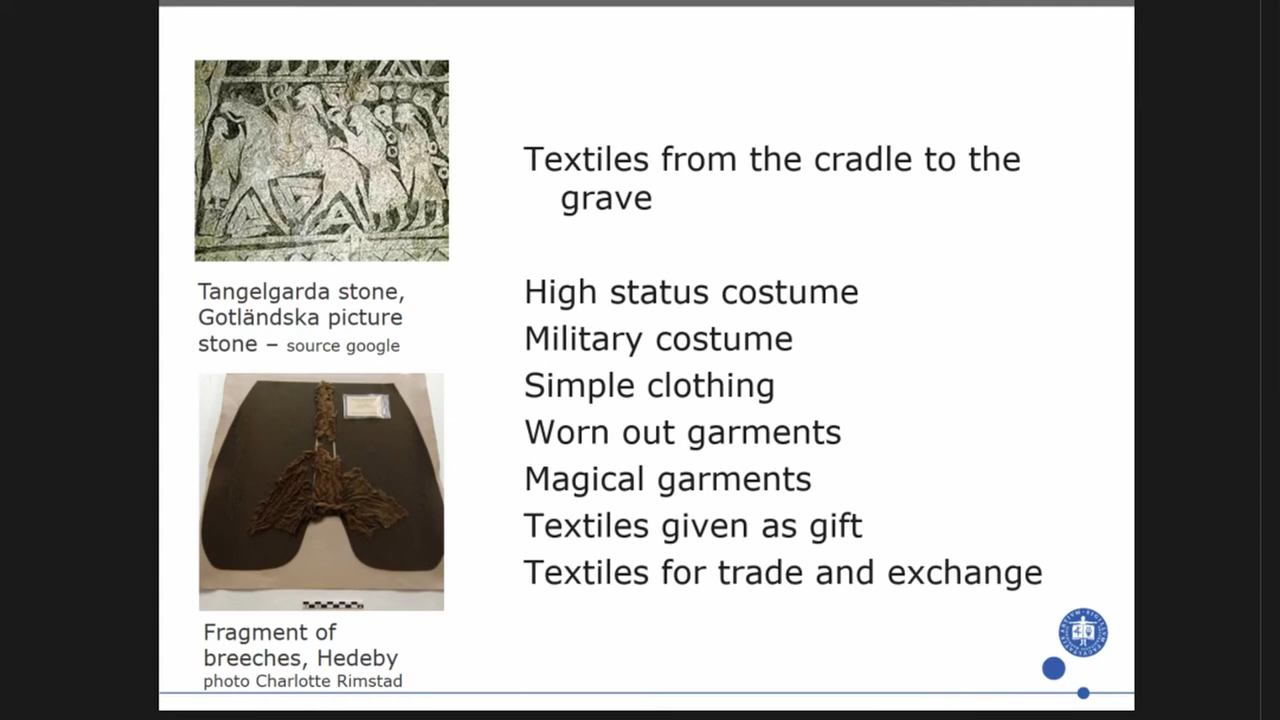 Textiles from the cradle to the
grave
High status costume
Military costume
Simple clothing
Worn out garments
Magical garments
Textiles given as gift
Textiles for trade and exchange
Tangelgarda stone,
Gotländska picture
stone – source google
Fragment of
breeches, Hedeby
photo Charlotte Rimstad